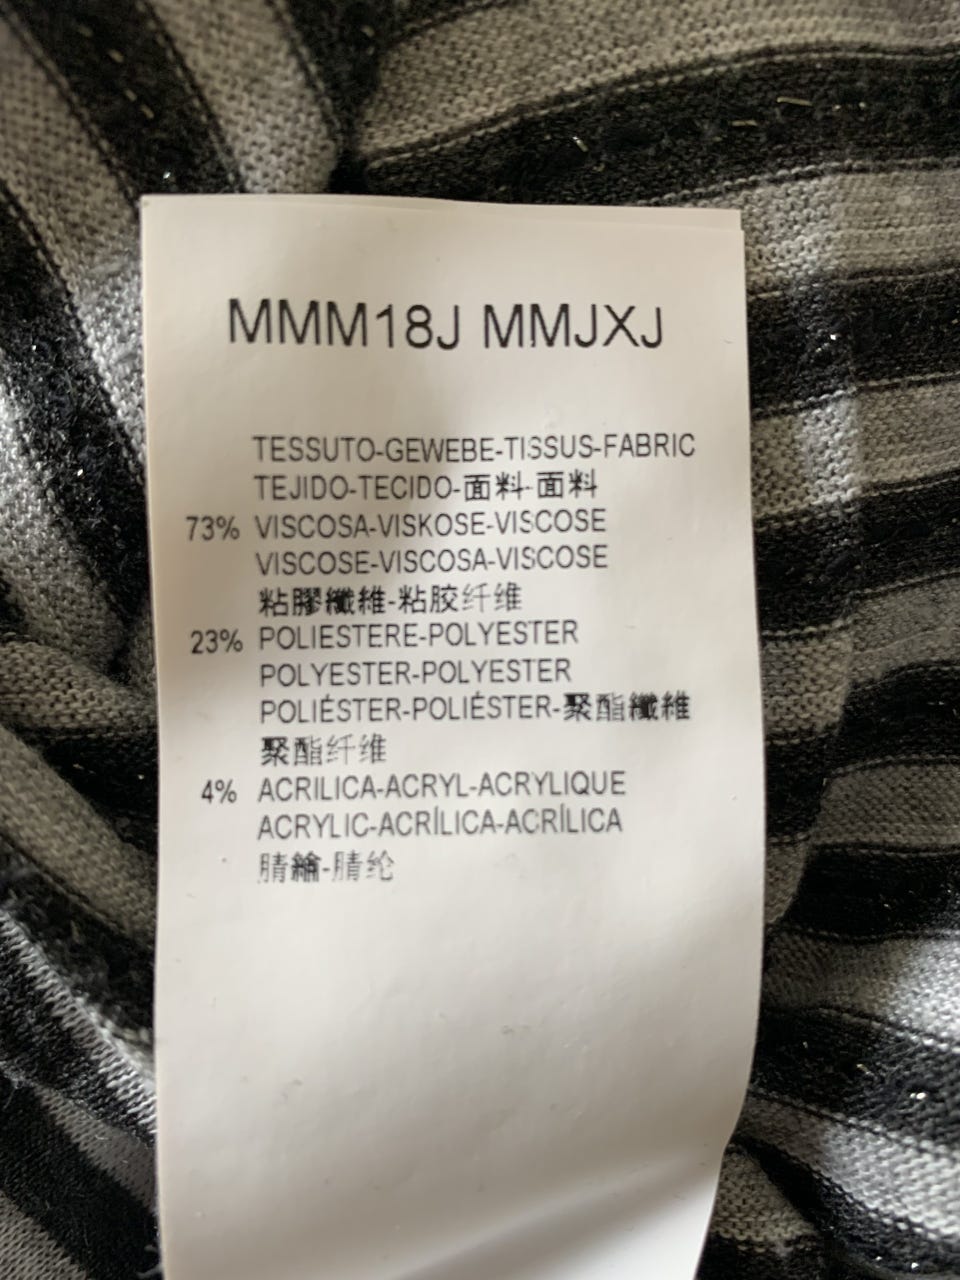 MMM18J MMJXJ
TESSUTO-GEWEBE-TISSUS-FABRIC
TEJIDO-TECIDO-面料-面料
73% VISCOSA-VISKOSE-VISCOSE
VISCOSE-VISCOSA-VISCOSE
粘膠纖維-粘胶纤维
23% POLIESTERE-POLYESTER
POLYESTER-POLYESTER
POLIÉSTER-POLIÉSTER-聚酯纖維
聚酯纤维
4% ACRILICA-ACRYL-ACRYLIQUE
ACRYLIC-ACRÍLICA-ACRÍLICA
腈綸-腈纶